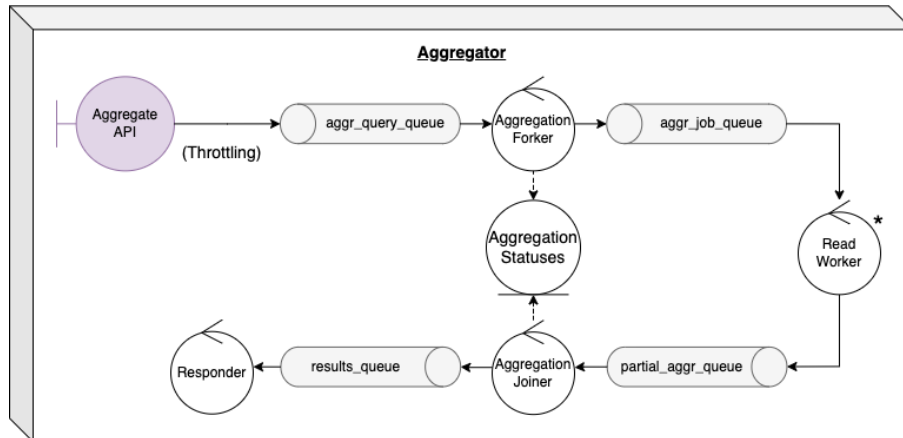 Aggregator
Aggregate
API
(Throttling)
aggr_query_queue
Aggregation
Forker
aggr_job_queue
Aggregation
Statuses
*
Read
Worker
Responder
results_queue
Aggregation
Joiner
partial_aggr_queue